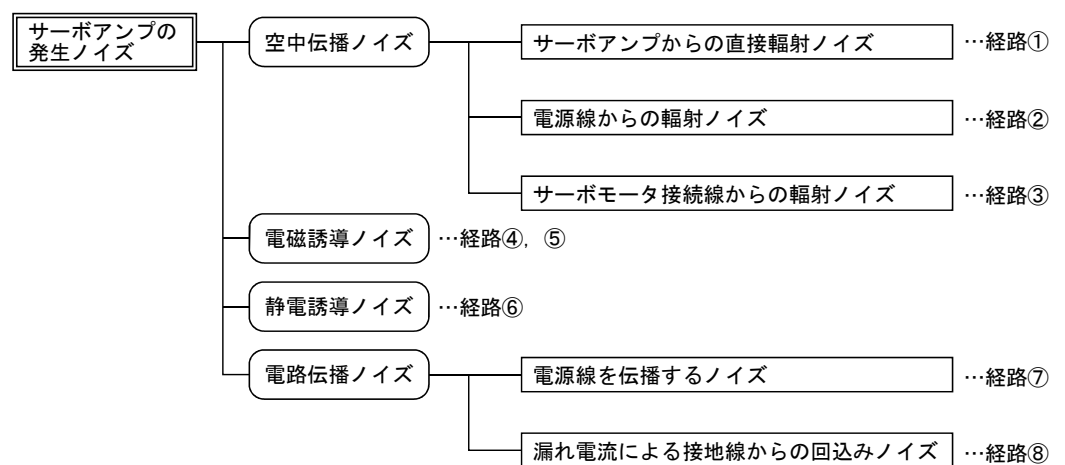 サーボアンプの
発生ノイズ
空中伝播ノイズ
サーボアンプからの直接輻射ノイズ …経路①
電源線からの輻射ノイズ …経路②
サーボモータ接続線からの輻射ノイズ …経路③
電磁誘導ノイズ …経路④，⑤
静電誘導ノイズ …経路⑥
電路伝播ノイズ
電源線を伝播するノイズ …経路⑦
漏れ電流による接地線からの回込みノイズ …経路⑧